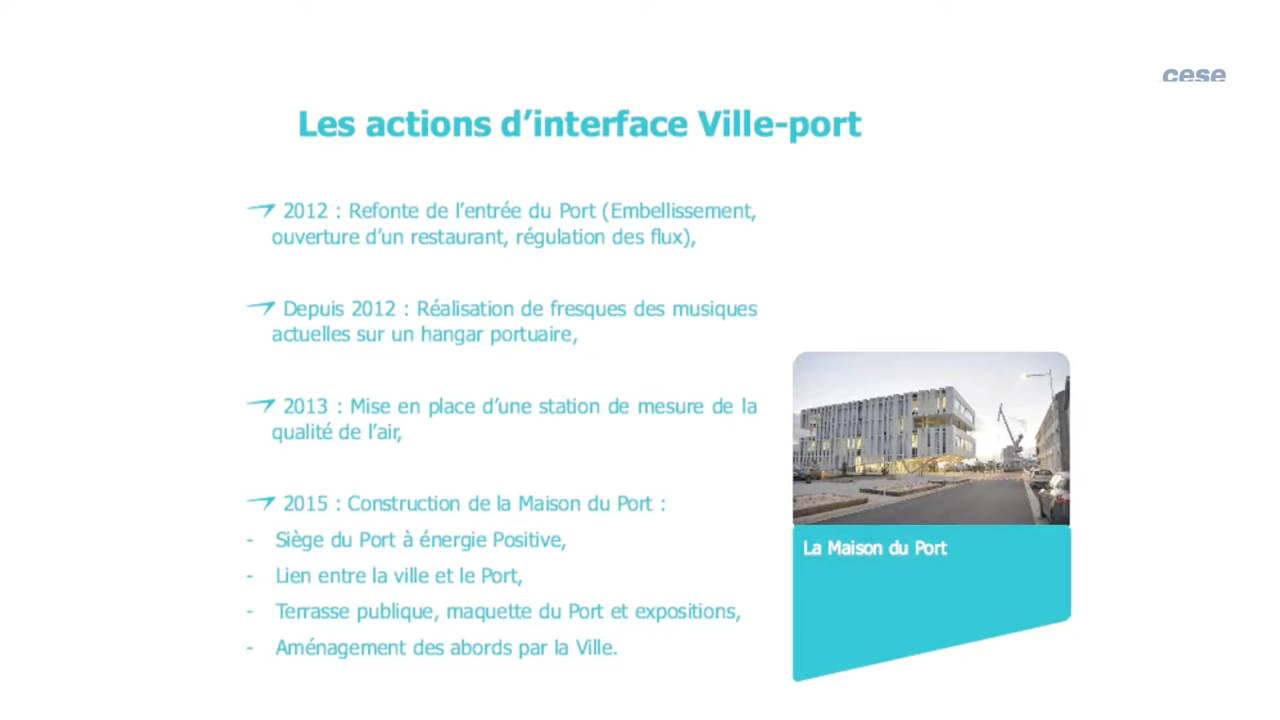 cese
Les actions d’interface Ville-port
2012 : Refonte de l’entrée du Port (Embellissement,
ouverture d’un restaurant, régulation des flux),
Depuis 2012 : Réalisation de fresques des musiques
actuelles sur un hangar portuaire,
2013 : Mise en place d’une station de mesure de la
qualité de l’air,
2015 : Construction de la Maison du Port :
- Siège du Port à énergie Positive,
- Lien entre la ville et le Port,
- Terrasse publique, maquette du Port et expositions,
- Aménagement des abords par la Ville.
La Maison du Port